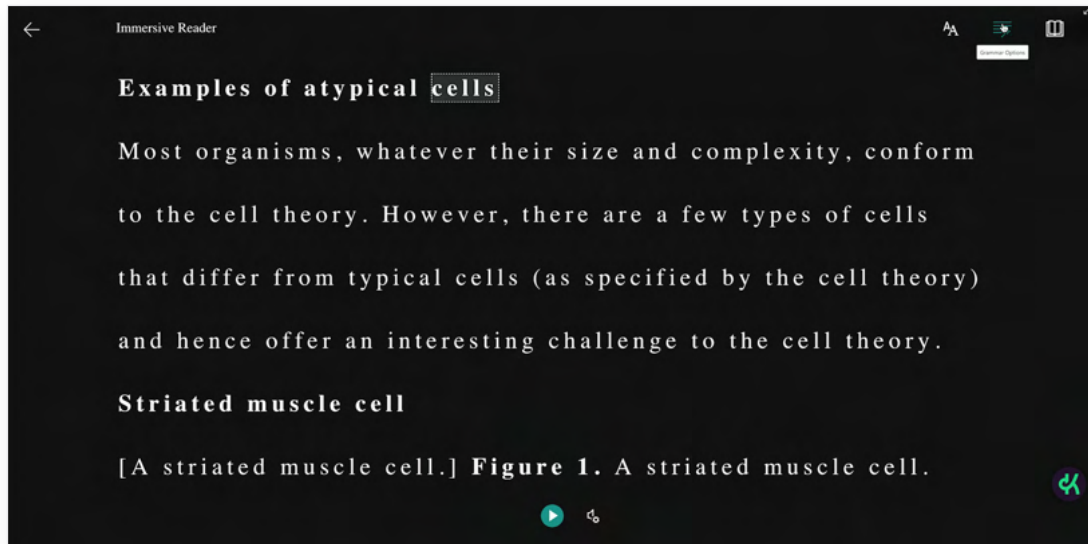 Immersive Reader
AA
Grammar Options
Examples of atypical cells
Most organisms, whatever their size and complexity, conform
to the cell theory. However, there are a few types of cells
that differ from typical cells (as specified by the cell theory)
and hence offer an interesting challenge to the cell theory.
Striated muscle cell
[A striated muscle cell.] Figure 1. A striated muscle cell.